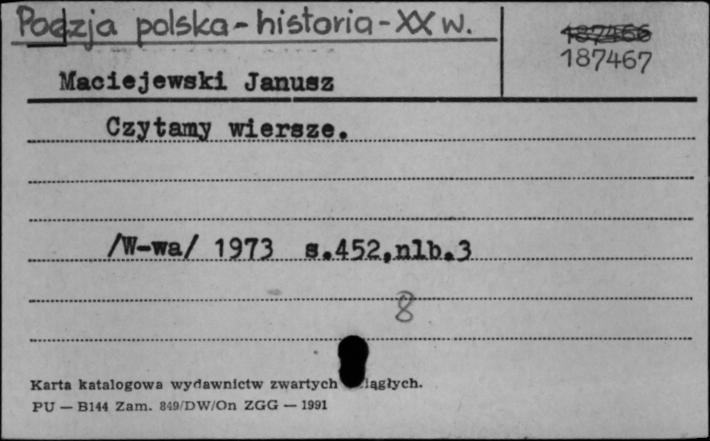 Poezja polska - historia - XX w.
187466
187467
Maciejewski Janusz
Czytamy wiersze.
/W-wa/ 1973 s.452,nlb.3
8
Karta katalogowa wydawnictw zwartych ciągłych.
PU — B144 Zam. 849/DW/On ZGG — 1991